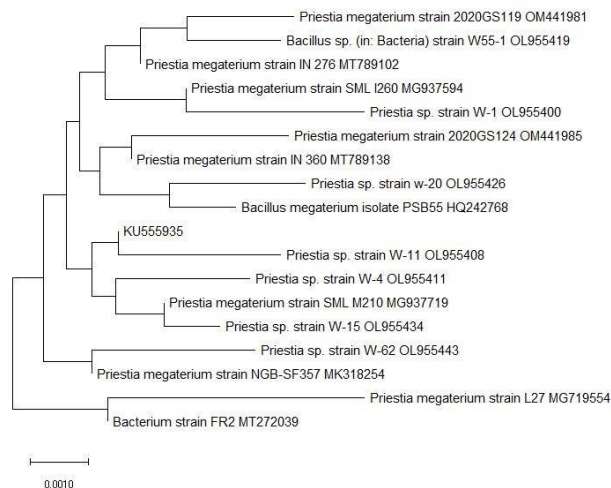 Priestia megaterium strain 2020GS119 OM441981
Bacillus sp. (in: Bacteria) strain W55-1 OL955419
Priestia megaterium strain IN 276 MT789102
Priestia megaterium strain SML I260 MG937594
Priestia sp. strain W-1 OL955400
Priestia megaterium strain 2020GS124 OM441985
Priestia megaterium strain IN 360 MT789138
Priestia sp. strain w-20 OL955426
Bacillus megaterium isolate PSB55 HQ242768
KU555935
Priestia sp. strain W-11 OL955408
Priestia sp. strain W-4 OL955411
Priestia megaterium strain SML M210 MG937719
Priestia sp. strain W-15 OL955434
Priestia sp. strain W-62 OL955443
Priestia megaterium strain NGB-SF357 MK318254
Priestia megaterium strain L27 MG719554
Bacterium strain FR2 MT272039
0.0010